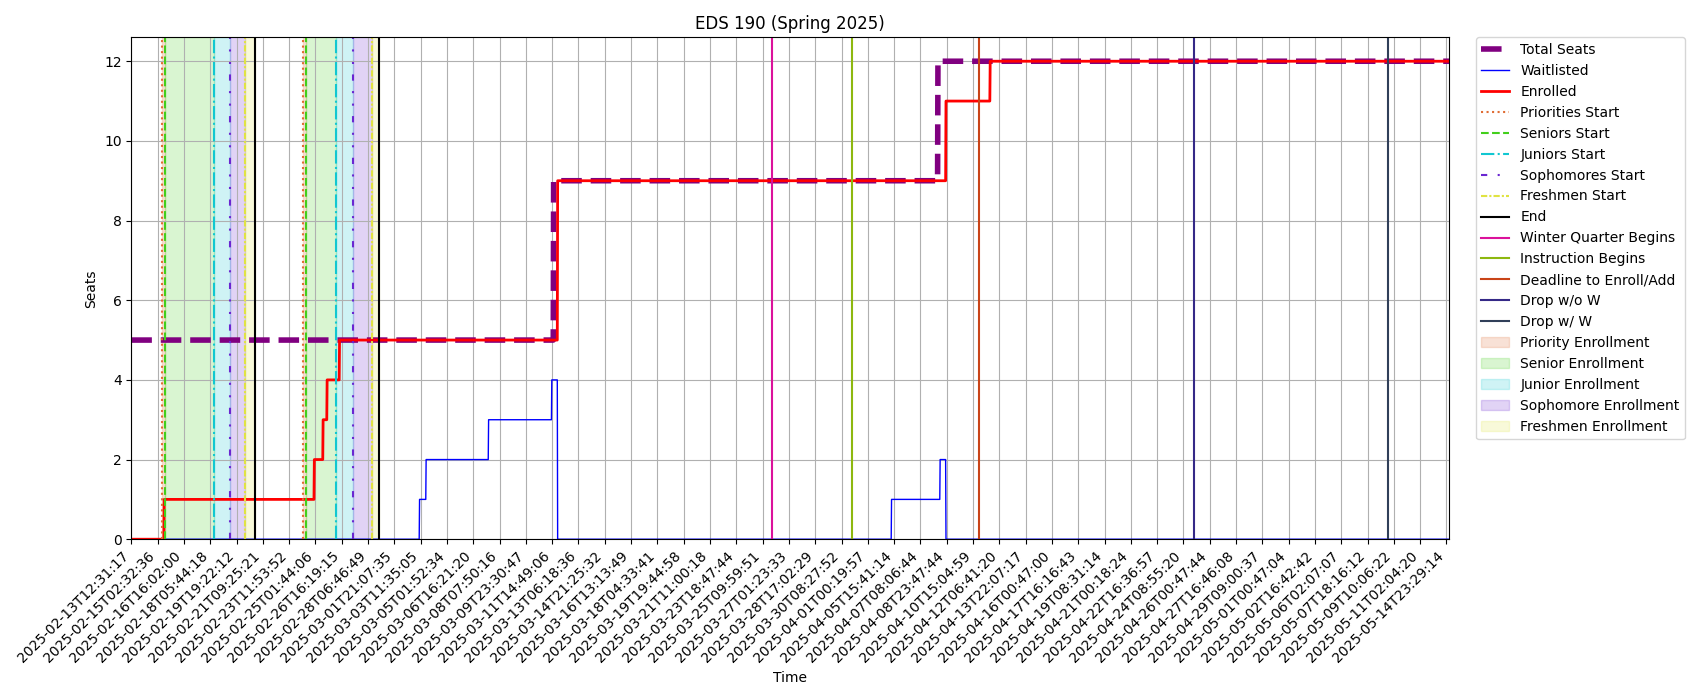 EDS 190 (Spring 2025)
Seats
12
10
8
6
4
2
0
2025-02-13T12:31:17
2025-02-15T02:32:36
2025-02-16T16:02:00
2025-02-18T05:44:18
2025-02-19T19:22:12
2025-02-21T09:25:21
2025-02-23T11:53:52
2025-02-25T01:44:06
2025-02-26T16:19:15
2025-02-28T06:46:49
2025-03-01T21:07:35
2025-03-03T11:35:05
2025-03-05T01:52:34
2025-03-06T16:21:20
2025-03-08T07:50:16
2025-03-09T23:30:47
2025-03-11T14:49:06
2025-03-13T06:18:36
2025-03-14T21:25:32
2025-03-16T13:13:49
2025-03-18T04:33:41
2025-03-19T19:44:58
2025-03-21T11:00:18
2025-03-23T18:47:44
2025-03-25T09:59:51
2025-03-27T01:23:33
2025-03-28T17:02:29
2025-03-30T08:27:52
2025-04-01T00:19:57
2025-04-05T15:41:14
2025-04-07T08:06:44
2025-04-08T23:47:44
2025-04-10T15:04:59
2025-04-12T06:41:20
2025-04-13T22:07:17
2025-04-16T00:47:00
2025-04-17T16:16:43
2025-04-19T08:31:14
2025-04-21T00:18:24
2025-04-22T16:36:57
2025-04-24T08:55:20
2025-04-26T00:47:44
2025-04-27T16:46:08
2025-04-29T09:00:37
2025-05-01T00:47:04
2025-05-02T16:42:42
2025-05-06T02:07:07
2025-05-07T18:16:12
2025-05-09T10:06:22
2025-05-11T02:04:20
2025-05-14T23:29:14
Time
Total Seats
Waitlisted
Enrolled
Priorities Start
Seniors Start
Juniors Start
Sophomores Start
Freshmen Start
End
Winter Quarter Begins
Instruction Begins
Deadline to Enroll/Add
Drop w/o W
Drop w/ W
Priority Enrollment
Senior Enrollment
Junior Enrollment
Sophomore Enrollment
Freshmen Enrollment